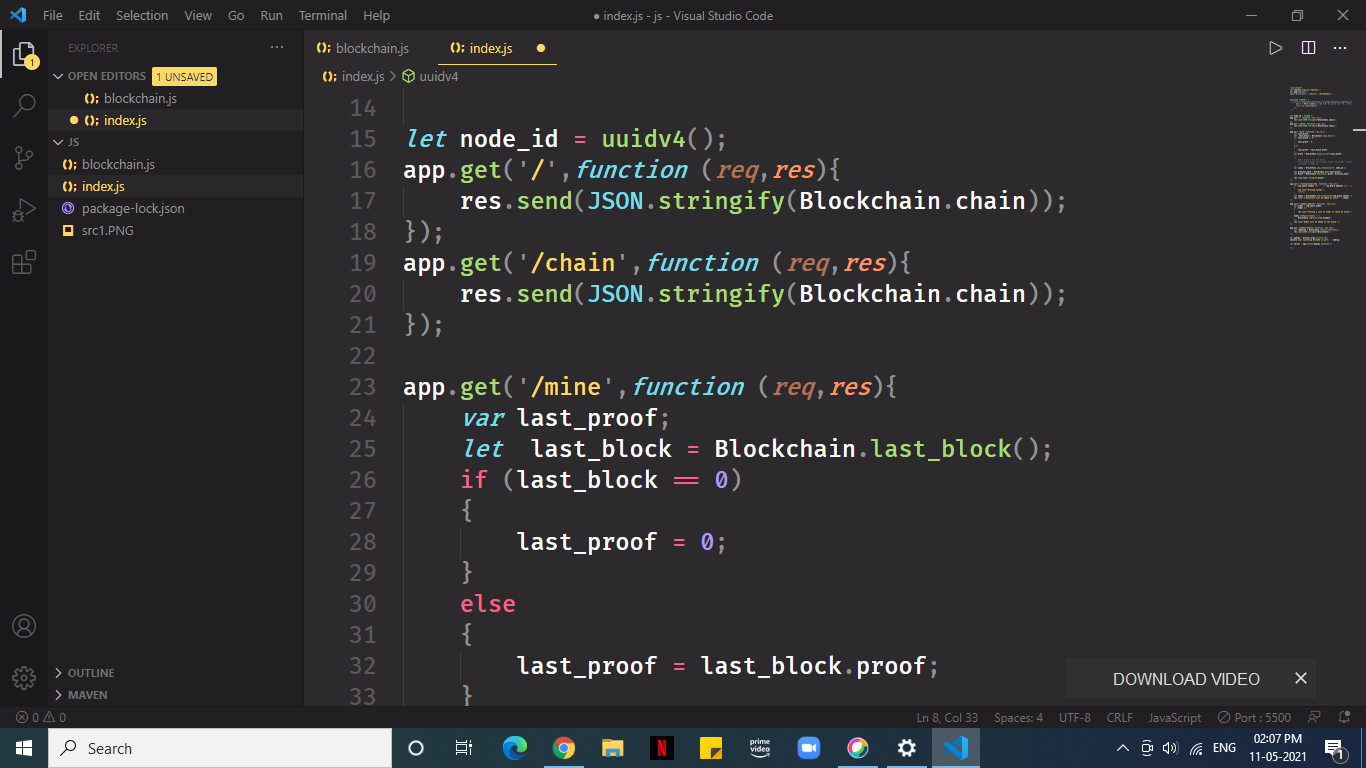 File Edit Selection View Go Run Terminal Help
● index.js - js - Visual Studio Code
EXPLORER
OPEN EDITORS 1 UNSAVED
blockchain.js
index.js
JS
blockchain.js
index.js
package-lock.json
src1.PNG
OUTLINE
MAVEN
1
blockchain.js index.js
index.js > uuidv4
14
15 let node_id = uuidv4();
16 app.get('/',function (req,res){
17 res.send(JSON.stringify(Blockchain.chain));
18 });
19 app.get('/chain',function (req,res){
20 res.send(JSON.stringify(Blockchain.chain));
21 });
22
23 app.get('/mine',function (req,res){
24 var last_proof;
25 let  last_block = Blockchain.last_block();
26 if (last_block == 0)
27 {
28 last_proof = 0;
29 }
30 else
31 {
32 last_proof = last_block.proof;
33 }
DOWNLOAD VIDEO
0 0 Ln 8, Col 33 Spaces: 4 UTF-8 CRLF JavaScript Port : 5500
Search
N
prime video
ENG
02:07 PM
11-05-2021
1